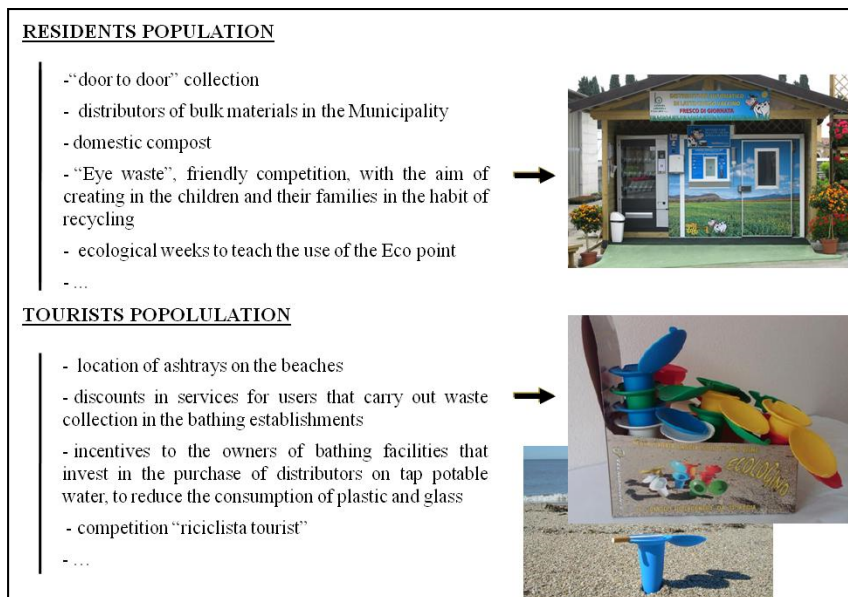 RESIDENTS POPULATION
-“door to door” collection
- distributors of bulk materials in the Municipality
- domestic compost
- “Eye waste”, friendly competition, with the aim of
creating in the children and their families in the habit of
recycling
- ecological weeks to teach the use of the Eco point
- ...
FRESCO DI GIORNATA
TOURISTS POPOLULATION
- location of ashtrays on the beaches
- discounts in services for users that carry out waste
collection in the bathing establishments
- incentives to the owners of bathing facilities that
invest in the purchase of distributors on tap potable
water, to reduce the consumption of plastic and glass
- competition “riciclista tourist”
- ...